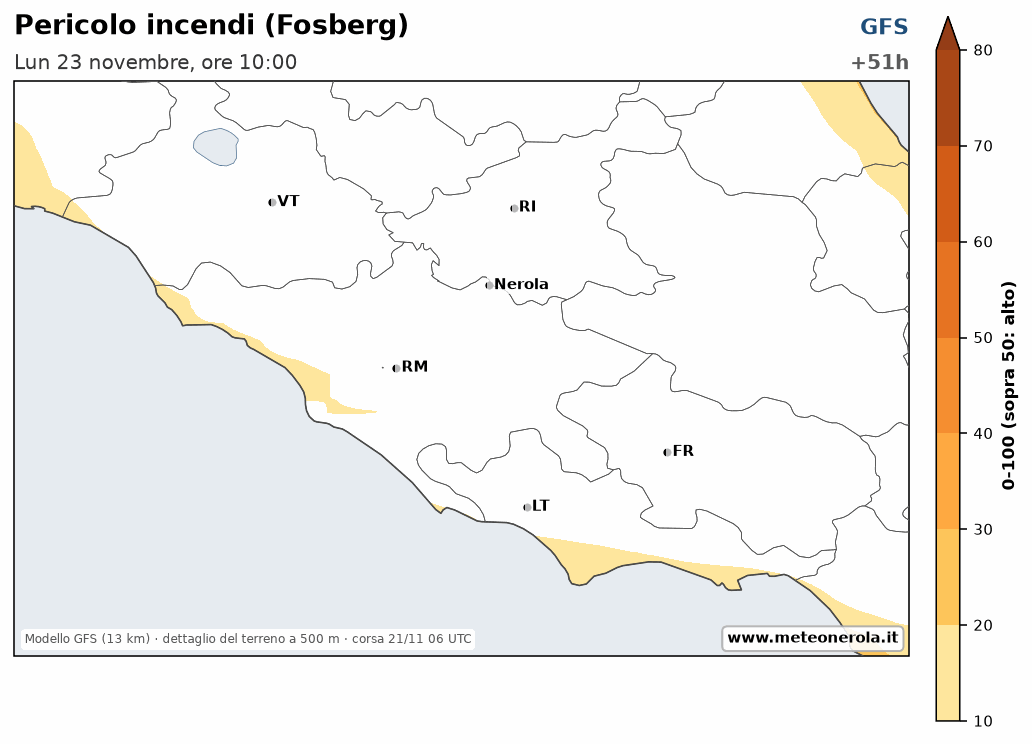 Pericolo incendi (Fosberg)
GFS
Lun 23 novembre, ore 10:00
+51h
80
70
60
50
40
30
20
10
0-100 (sopra 50: alto)
VT
RI
Nerola
RM
FR
LT
Modello GFS (13 km) · dettaglio del terreno a 500 m · corsa 21/11 06 UTC
www.meteonerola.it